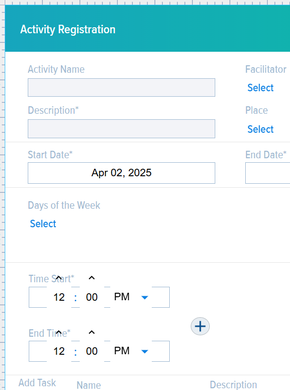 Activity Registration
Activity Name Facilitator
Select
Description* Place
Select
Start Date* End Date*
Apr 02, 2025
Days of the Week
Select
Time Start*
12 : 00 PM
End Time*
12 : 00 PM
Add Task Name Description